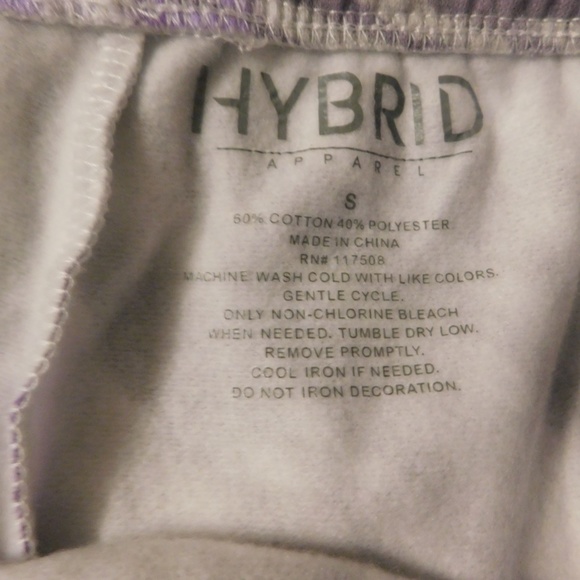 HYBRID
APPAREL
S
60% COTTON 40% POLYESTER
MADE IN CHINA
RN# 117508
MACHINE WASH COLD WITH LIKE COLORS.
GENTLE CYCLE.
ONLY NON-CHLORINE BLEACH
WHEN NEEDED. TUMBLE DRY LOW.
REMOVE PROMPTLY.
COOL IRON IF NEEDED.
DO NOT IRON DECORATION.